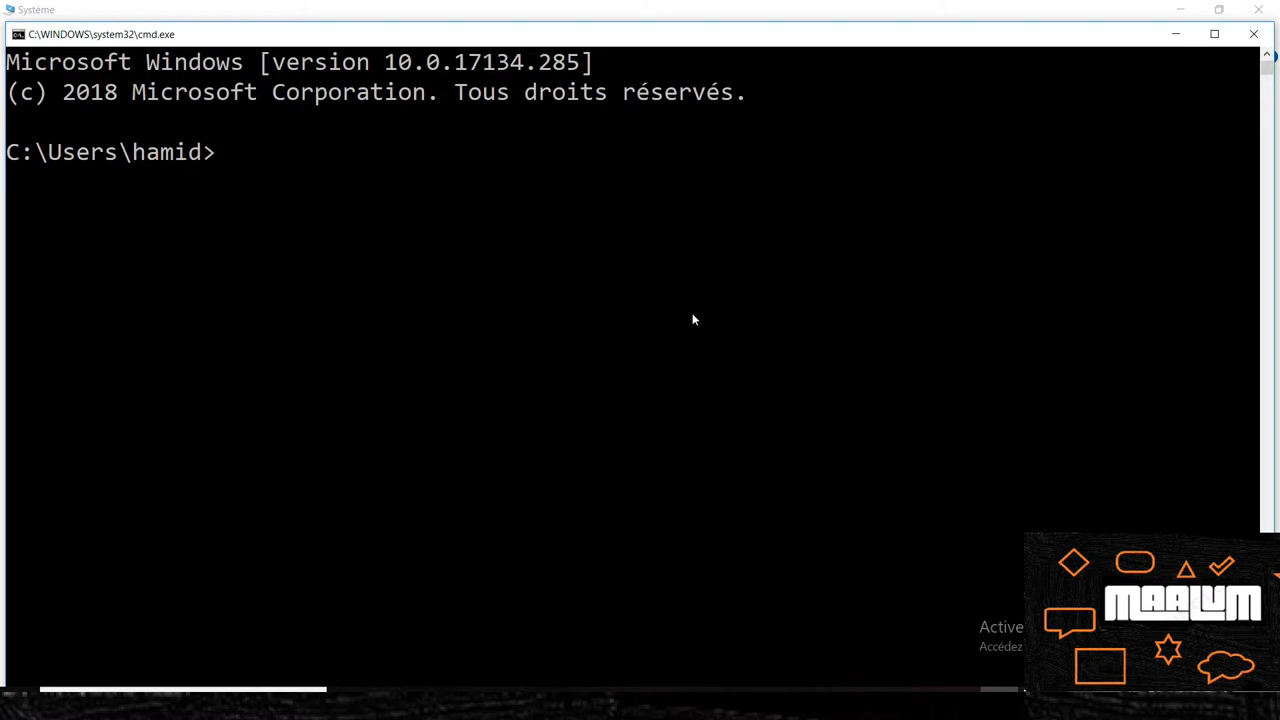 Système
C:\WINDOWS\system32\cmd.exe
Microsoft Windows [version 10.0.17134.285]
(c) 2018 Microsoft Corporation. Tous droits réservés.
C:\Users\hamid>
Active
Accédez
MAALUM